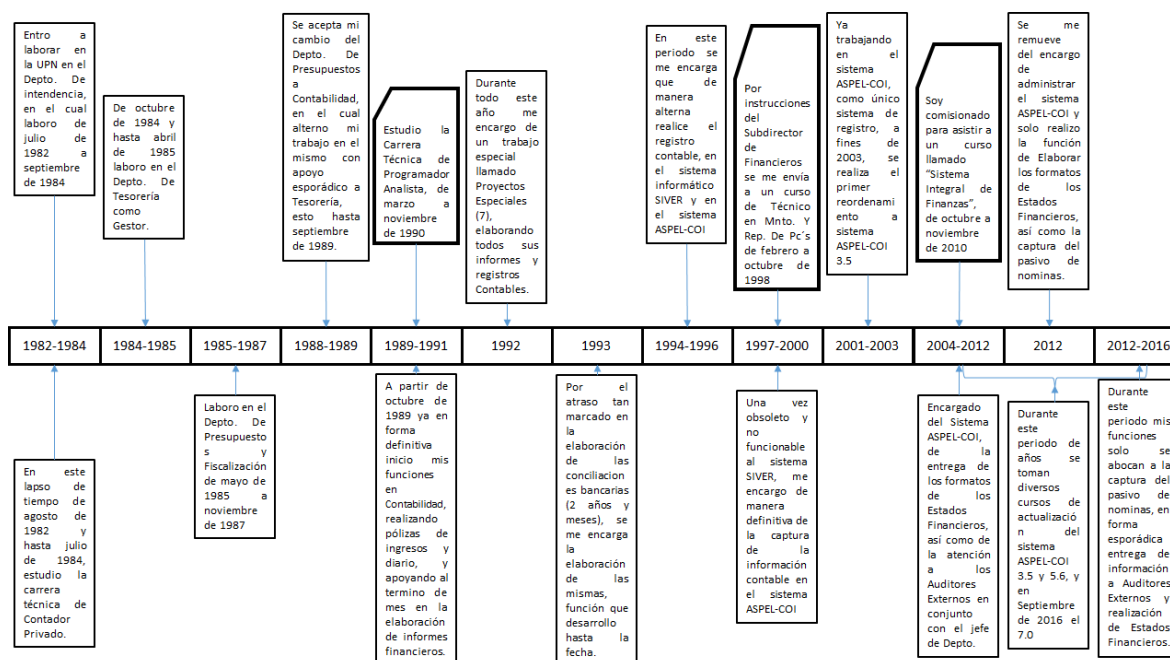 Entro a
laborar en
la UPN en el
Depto. De
intendencia,
en el cual
laboro de
julio de
1982 a
septiembre
de 1984
De octubre
de 1984 y
hasta abril
de 1985
laboro en el
Depto. De
Tesorería
como
Gestor.
Se acepta mi
cambio del
Depto. De
Presupuestos
a
Contabilidad,
en el cual
alterno mi
trabajo en el
mismo con
apoyo
esporádico a
Tesorería,
esto hasta
septiembre
de 1989.
Estudio la
Carrera
Técnica de
Programador
Analista, de
marzo a
noviembre
de 1990
Durante
todo este
año me
encargo de
un trabajo
especial
llamado
Proyectos
Especiales
(7),
elaborando
todos sus
informes y
registros
Contables.
En este
periodo se
me encarga
que de
manera
alterna
realice el
registro
contable, en
el sistema
informático
SIVER y en
el sistema
ASPEL-COI
Por
instrucciones
del
Subdirector
de
Financieros
se me envía
a un curso
de Técnico
en Mnto. Y
Rep. De Pc´s
de febrero a
octubre de
1998
Ya
trabajando
en el
sistema
ASPEL-COI,
como único
sistema de
registro, a
fines de
2003, se
realiza el
primer
reordenamie
nto a
sistema
ASPEL-COI
3.5
Soy
comisionado
para asistir a
un curso
llamado
“Sistema
Integral de
Finanzas”,
de octubre a
noviembre
de 2010
Se me
remueve
del encargo
de
administrar
el sistema
ASPEL-COI y
solo realizo
la función
de Elaborar
los formatos
de los
Estados
Financieros,
así como la
captura del
pasivo de
nominas.
1982-1984
1984-1985
1985-1987
1988-1989
1989-1991
1992
1993
1994-1996
1997-2000
2001-2003
2004-2012
2012
2012-2016
En este
lapso de
tiempo de
agosto de
1982 y
hasta julio
de 1984,
estudio la
carrera
técnica de
Contador
Privado.
Laboro en el
Depto. De
Presupuesto
s y
Fiscalización
de mayo de
1985 a
noviembre
de 1987
A partir de
octubre de
1989 ya en
forma
definitiva
inicio mis
funciones
en
Contabilidad,
realizando
pólizas de
ingresos y
diario, y
apoyando al
termino de
mes en la
elaboración
de informes
financieros.
Por el
atraso tan
marcado en
la
elaboración
de las
conciliacion
es bancarias
(2 años y
meses), se
me encarga
la
elaboración
de las
mismas,
función que
desarrollo
hasta la
fecha.
Una vez
obsoleto y
no
funcionable
al sistema
SIVER, me
encargo de
manera
definitiva de
la captura
de la
información
contable en
el sistema
ASPEL-COI
Encargado
del Sistema
ASPEL-COI,
de la
entrega de
los formatos
de los
Estados
Financieros,
así como de
la atención
a los
Auditores
Externos en
conjunto
con el jefe
de Depto.
Durante
este
periodo de
años se
toman
diversos
cursos de
actualizació
n del
sistema
ASPEL-COI
3.5 y 5.6, y
en
Septiembre
de 2016 el
7.0
Durante
este
periodo mis
funciones
solo se
abocan a la
captura del
pasivo de
nominas, en
forma
esporádica
entrega de
información
a Auditores
Externos y
realización
de Estados
Financieros.